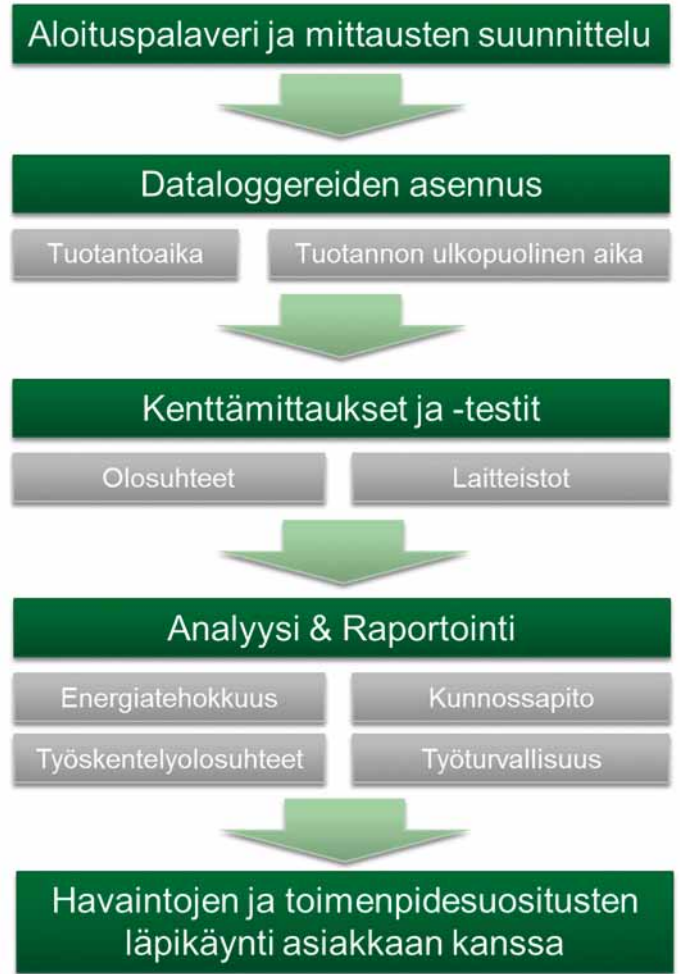 Aloituspalaveri ja mittausten suunnittelu
Dataloggereiden asennus
Tuotantoaika
Tuotannon ulkopuolinen aika
Kenttämittaukset ja -testit
Olosuhteet
Laitteistot
Analyysi & Raportointi
Energiatehokkuus
Kunnossapito
Työskentelyolosuhteet
Työturvallisuus
Havaintojen ja toimenpidesuositusten
läpikäynti asiakkaan kanssa